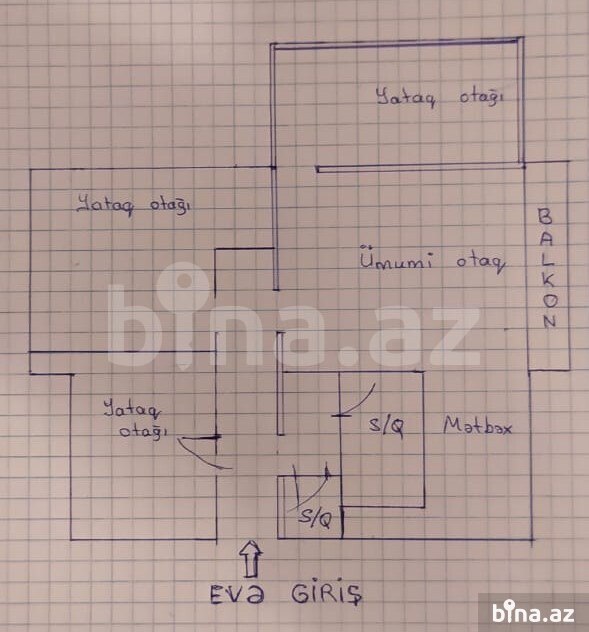 Yataq otağı
Yataq otağı
BALKON
Ümumi otaq
bina.az
Yataq
otağı
S/Q
Mətbəx
S/Q
EVƏ GİRİŞ
bina.az